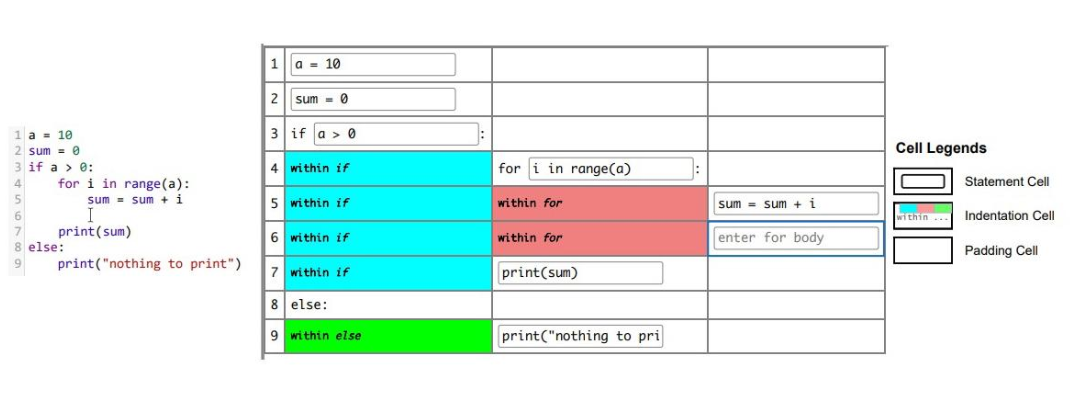 1 a = 10
2 sum = 0
3 if a > 0:
4 for i in range(a):
5 sum = sum + i
6
7 print(sum)
8 else:
9 print("nothing to print")
1 a = 10
2 sum = 0
3 if a > 0 :
4 within if for i in range(a) :
5 within if within for sum = sum + i
6 within if within for enter for body
7 within if print(sum)
8 else:
9 within else print("nothing to pri
Cell Legends
Statement Cell
within ... Indentation Cell
Padding Cell